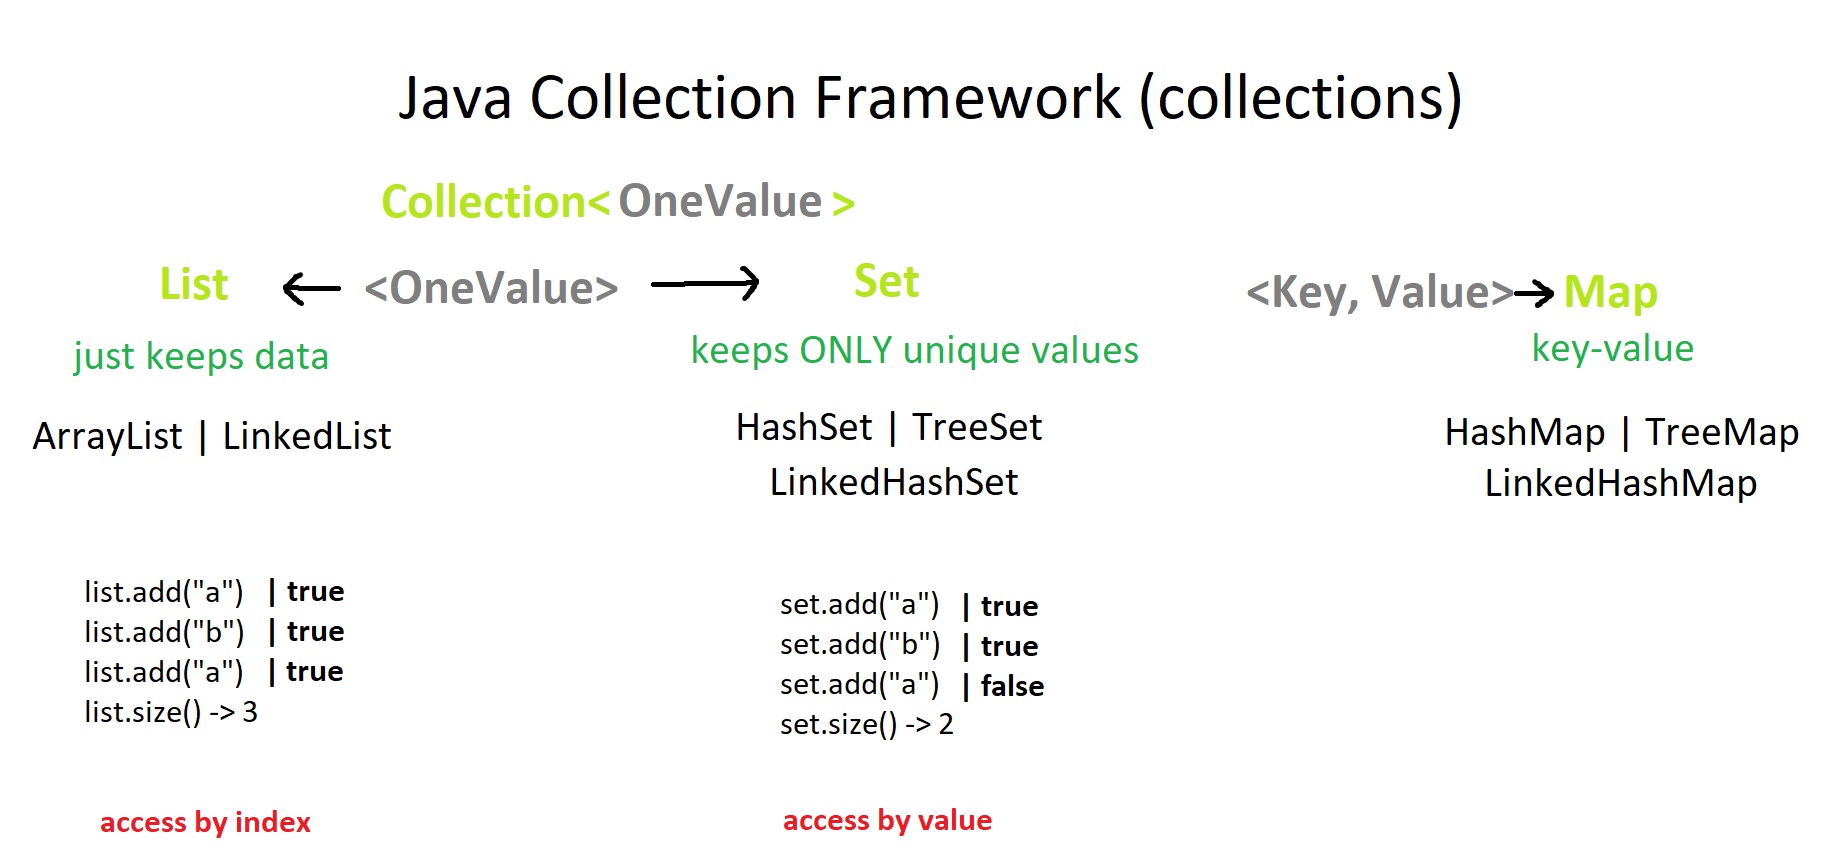 Java Collection Framework (collections)
Collection< OneValue >
List <OneValue> Set <Key, Value> Map
just keeps data
keeps ONLY unique values
key-value
ArrayList | LinkedList
HashSet | TreeSet
LinkedHashSet
HashMap | TreeMap
LinkedHashMap
list.add("a") | true
list.add("b") | true
list.add("a") | true
list.size() -> 3
set.add("a") | true
set.add("b") | true
set.add("a") | false
set.size() -> 2
access by index
access by value